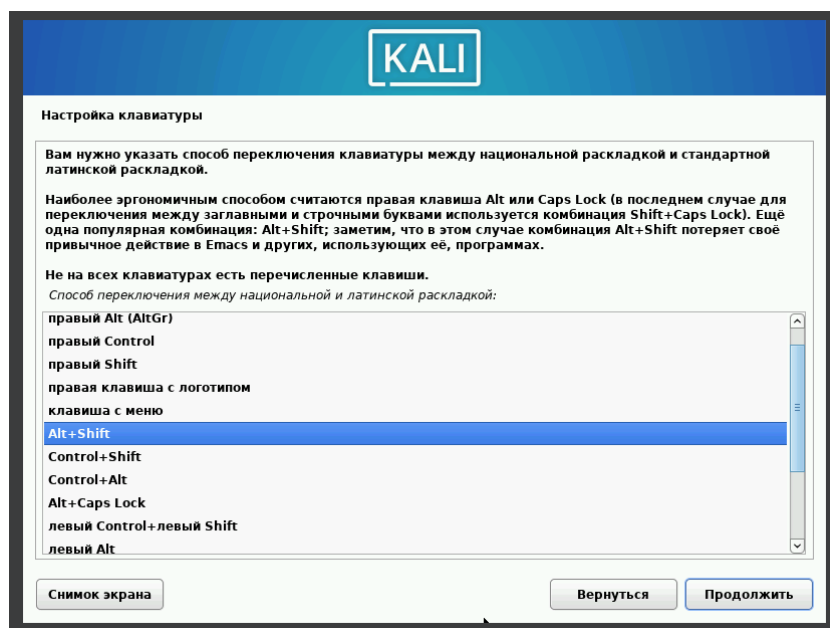 KALI
Настройка клавиатуры
Вам нужно указать способ переключения клавиатуры между национальной раскладкой и стандартной
латинской раскладкой.
Наиболее эргономичным способом считаются правая клавиша Alt или Caps Lock (в последнем случае для
переключения между заглавными и строчными буквами используется комбинация Shift+Caps Lock). Ещё
одна популярная комбинация: Alt+Shift; заметим, что в этом случае комбинация Alt+Shift потеряет своё
привычное действие в Emacs и других, использующих её, программах.
Не на всех клавиатурах есть перечисленные клавиши.
Способ переключения между национальной и латинской раскладкой:
правый Alt (AltGr)
правый Control
правый Shift
правая клавиша с логотипом
клавиша с меню
Alt+Shift
Control+Shift
Control+Alt
Alt+Caps Lock
левый Control+левый Shift
левый Alt
Снимок экрана
Вернуться
Продолжить